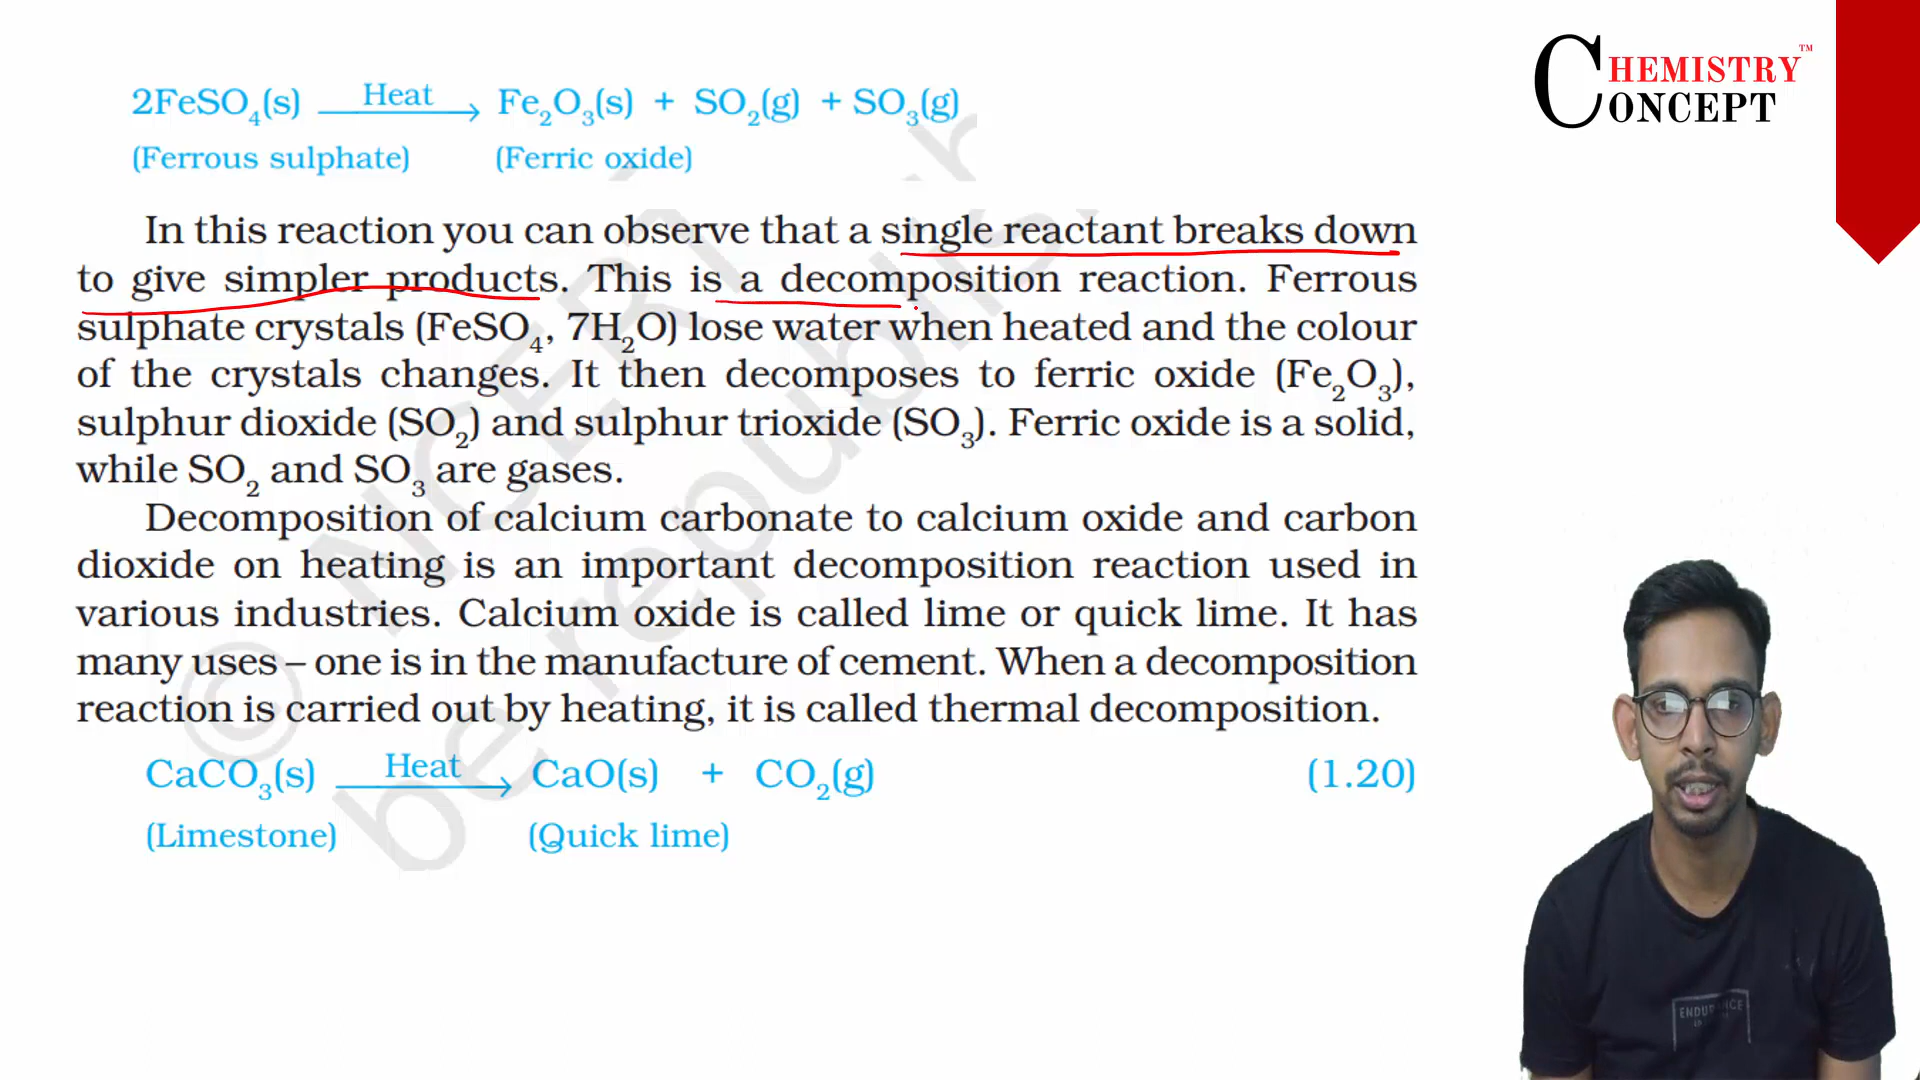 CHEMISTRY™
CONCEPT
2FeSO₄(s) Heat→ Fe₂O₃(s) + SO₂(g) + SO₃(g)
(Ferrous sulphate) (Ferric oxide)
In this reaction you can observe that a single reactant breaks down
to give simpler products. This is a decomposition reaction. Ferrous
sulphate crystals (FeSO₄, 7H₂O) lose water when heated and the colour
of the crystals changes. It then decomposes to ferric oxide (Fe₂O₃),
sulphur dioxide (SO₂) and sulphur trioxide (SO₃). Ferric oxide is a solid,
while SO₂ and SO₃ are gases.
Decomposition of calcium carbonate to calcium oxide and carbon
dioxide on heating is an important decomposition reaction used in
various industries. Calcium oxide is called lime or quick lime. It has
many uses – one is in the manufacture of cement. When a decomposition
reaction is carried out by heating, it is called thermal decomposition.
CaCO₃(s) Heat→ CaO(s) + CO₂(g) (1.20)
(Limestone) (Quick lime)
© NCERT
be republis